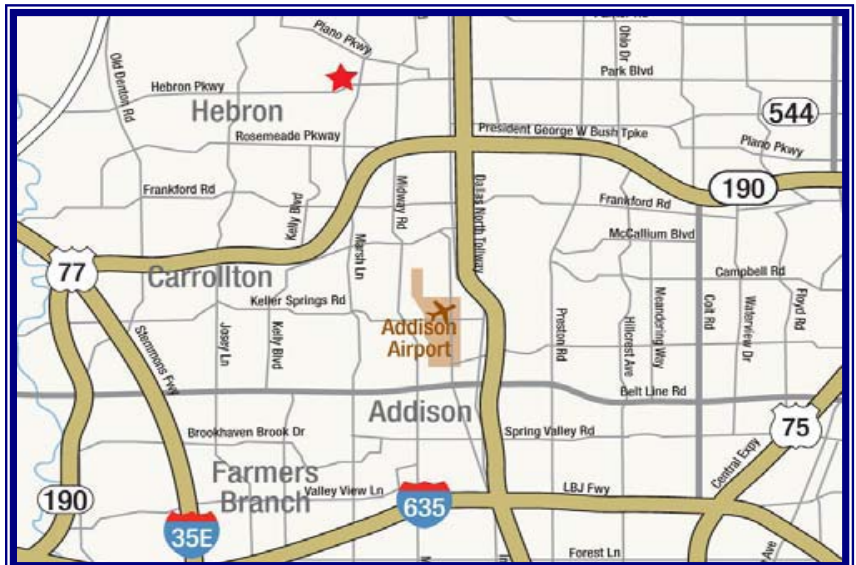 Plano Pkwy
Ohio Dr
Old Denton Rd
Park Blvd
Hebron Pkwy
Hebron
544
Rosemeade Pkway
President George W Bush Tpke
Plano Pkwy
Frankford Rd
Kelly Blvd
Midway Rd
Dallas North Tollway
190
Frankford Rd
McCallium Blvd
77
Carrollton
Marsh Ln
Campbell Rd
Keller Springs Rd
Addison
Airport
Stemmons Fwy
Josey Ln
Kelly Blvd
Preston Rd
Hillcrest Ave
Meandering Way
Coit Rd
Waterview Dr
Floyd Rd
Belt Line Rd
Addison
Brookhaven Brook Dr
Spring Valley Rd
75
Central Expy
Farmers
Branch
Valley View Ln
LBJ Fwy
190
635
35E
Forest Ln
Ave